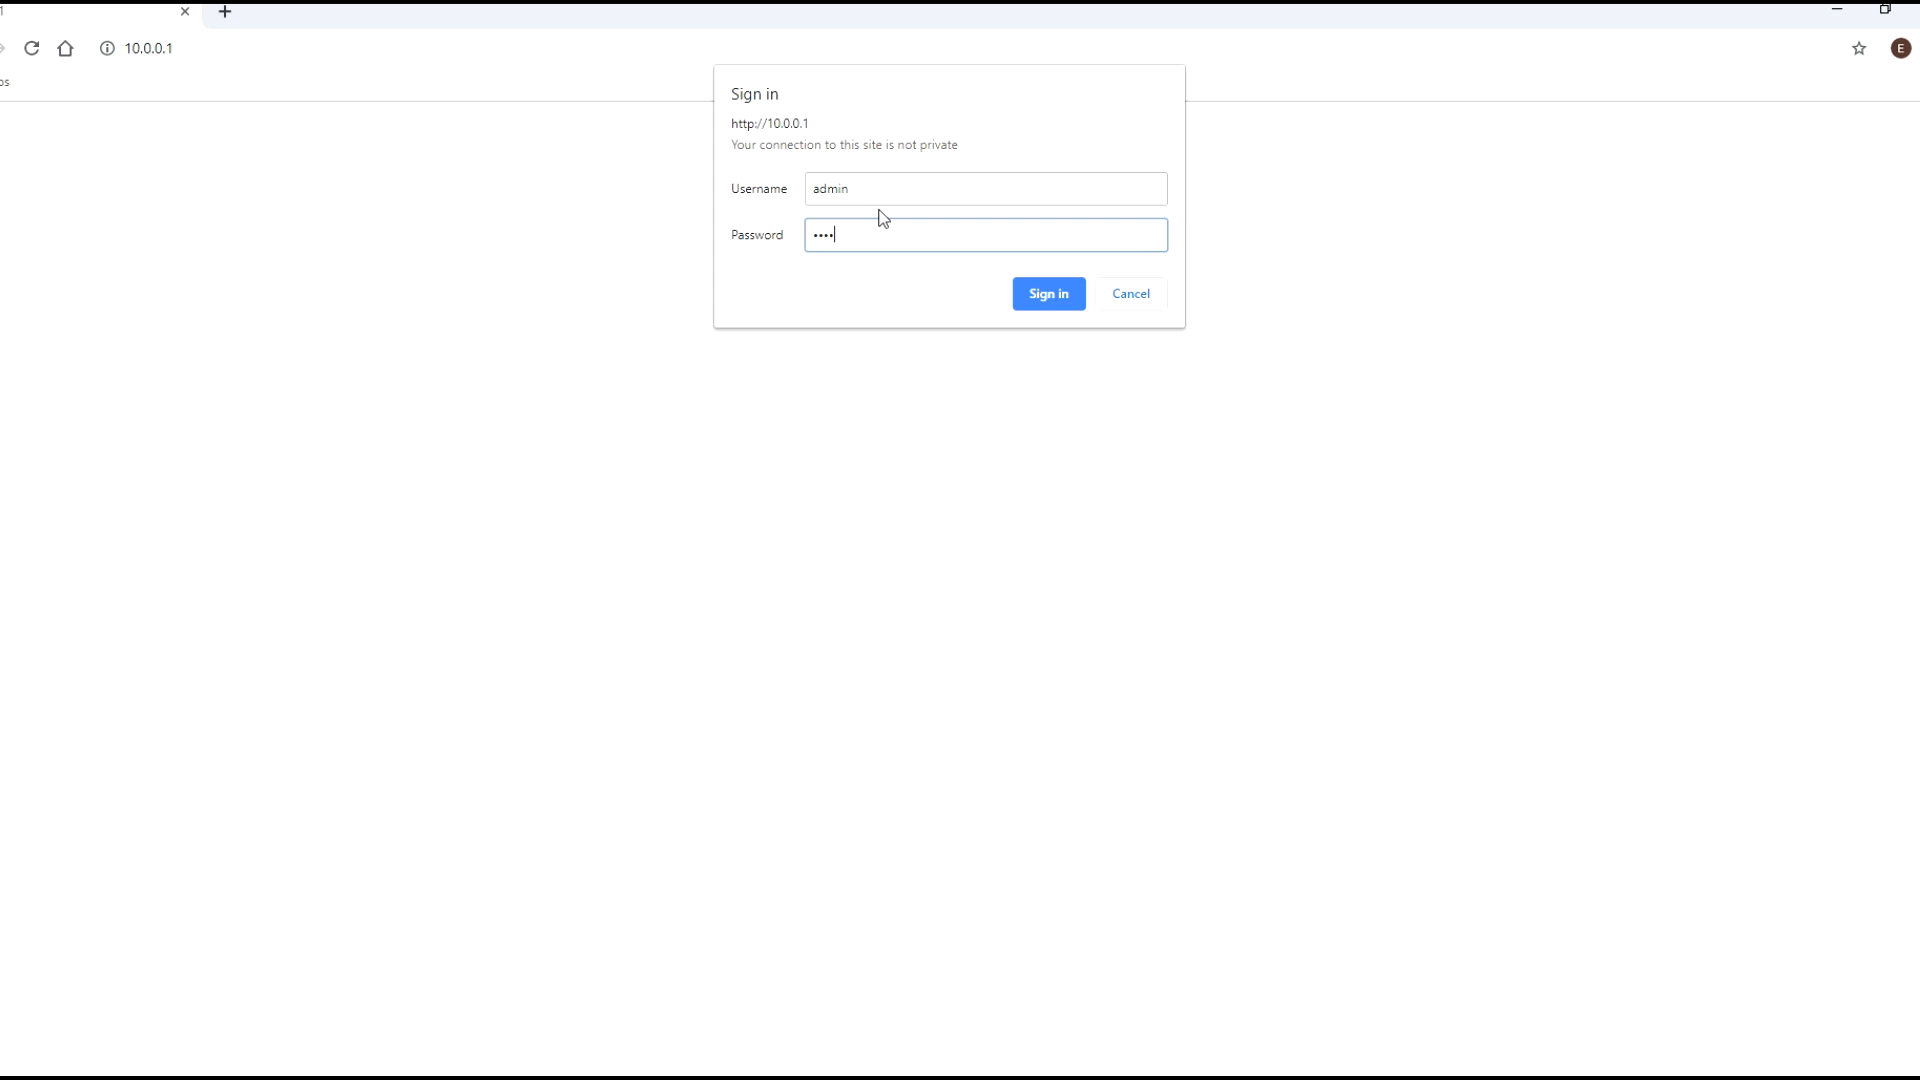 10.0.0.1
E
Sign in
http://10.0.0.1
Your connection to this site is not private
Username admin
Password ••••
Sign in Cancel